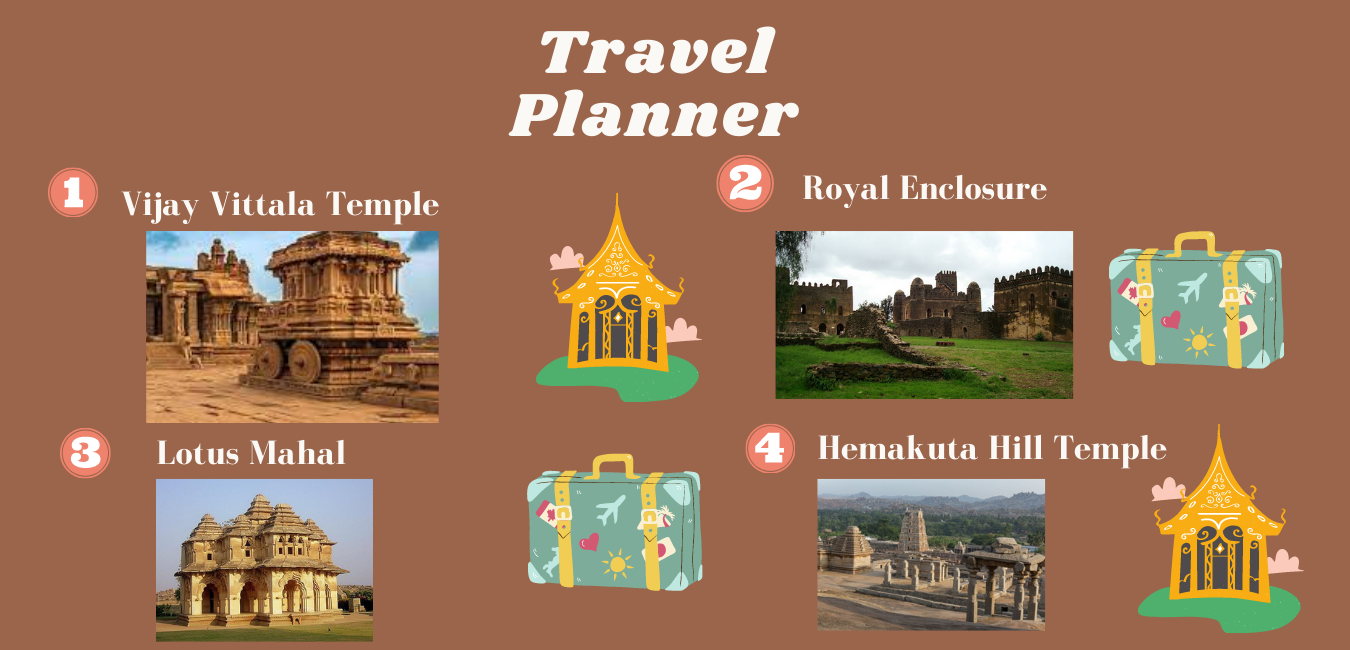 Travel
Planner
1
Vijay Vittala Temple
2
Royal Enclosure
3
Lotus Mahal
4
Hemakuta Hill Temple